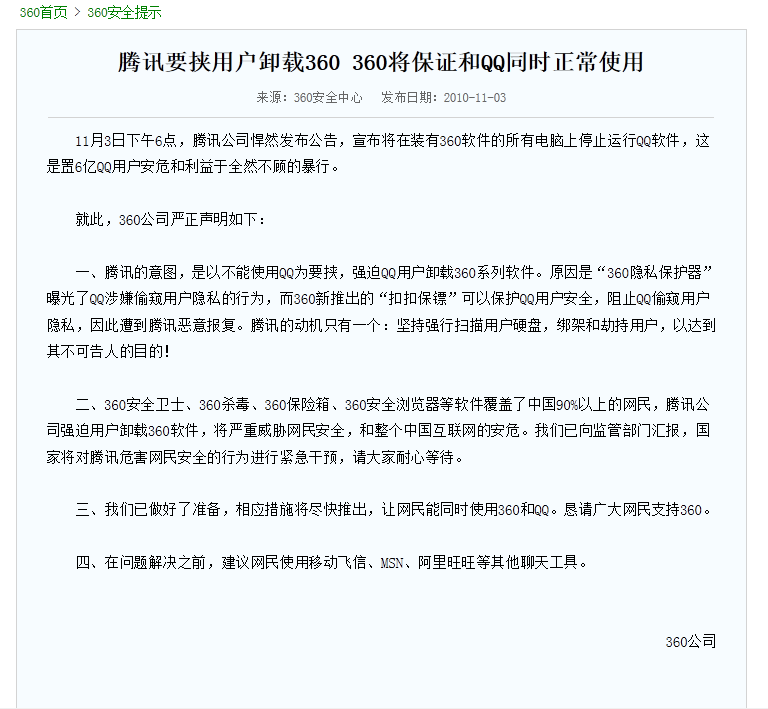 360首页 > 360安全提示
腾讯要挟用户卸载360 360将保证和QQ同时正常使用
来源：360安全中心 发布日期：2010-11-03
11月3日下午6点，腾讯公司悍然发布公告，宣布将在装有360软件的所有电脑上停止运行QQ软件，这
是置6亿QQ用户安危和利益于全然不顾的暴行。
就此，360公司严正声明如下：
一、腾讯的意图，是以不能使用QQ为要挟，强迫QQ用户卸载360系列软件。原因是“360隐私保护器”
曝光了QQ涉嫌偷窥用户隐私的行为，而360新推出的“扣扣保镖”可以保护QQ用户安全，阻止QQ偷窥用户
隐私，因此遭到腾讯恶意报复。腾讯的动机只有一个：坚持强行扫描用户硬盘，绑架和劫持用户，以达到
其不可告人的目的！
二、360安全卫士、360杀毒、360保险箱、360安全浏览器等软件覆盖了中国90%以上的网民，腾讯公
司强迫用户卸载360软件，将严重威胁网民安全，和整个中国互联网的安危。我们已向监管部门汇报，国
家将对腾讯危害网民安全的行为进行紧急干预，请大家耐心等待。
三、我们已做好了准备，相应措施将尽快推出，让网民能同时使用360和QQ。恳请广大网民支持360。
四、在问题解决之前，建议网民使用移动飞信、MSN、阿里旺旺等其他聊天工具。
360公司